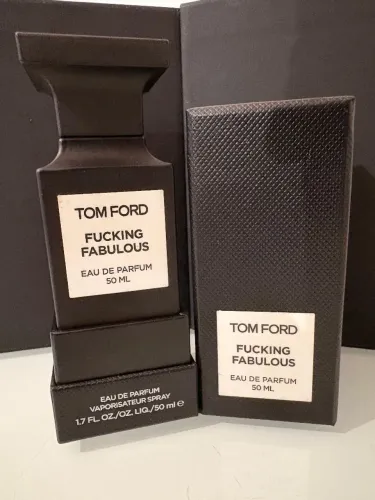 TOM FORD
FUCKING
FABULOUS
EAU DE PARFUM
50 ML
EAU DE PARFUM
VAPORISATEUR SPRAY
1.7 FL. OZ./OZ. LIQ./50 ml ℮
TOM FORD
FUCKING
FABULOUS
EAU DE PARFUM
50 ML